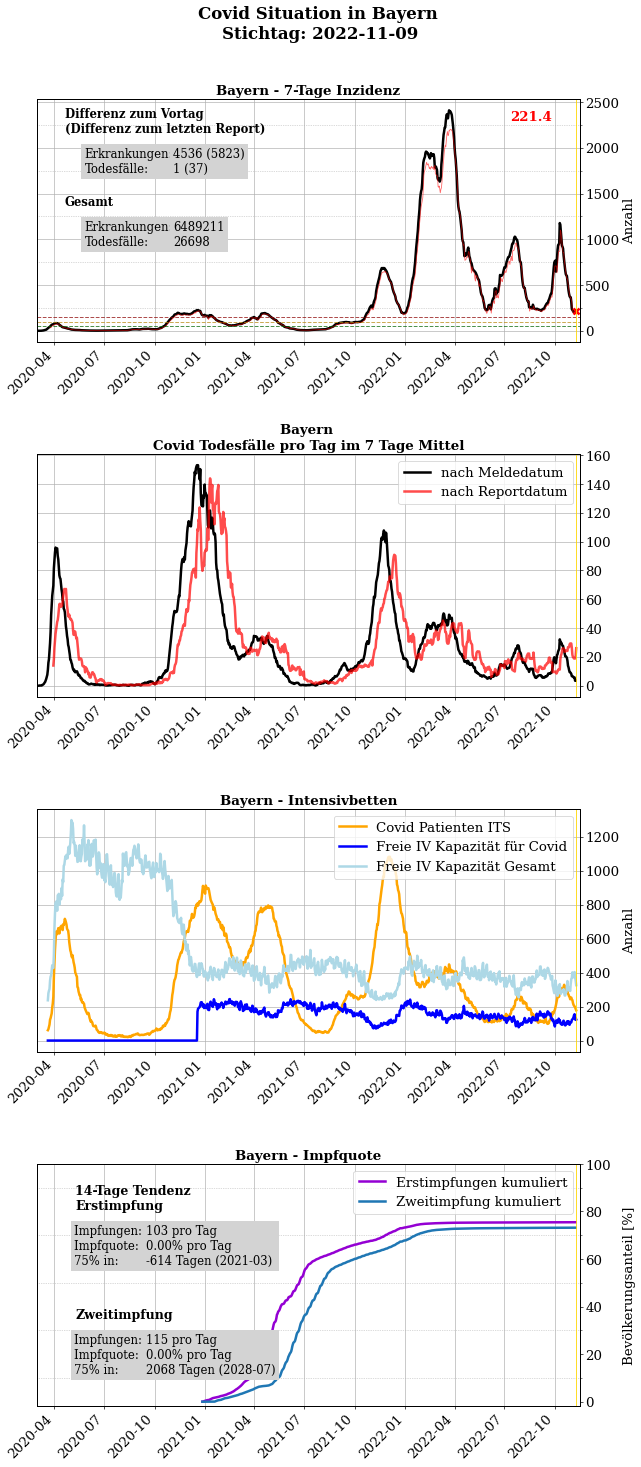 Covid Situation in Bayern
Stichtag: 2022-11-09
Bayern - 7-Tage Inzidenz
Differenz zum Vortag
(Differenz zum letzten Report)
Erkrankungen 4536 (5823)
Todesfälle: 1 (37)
Gesamt
Erkrankungen 6489211
Todesfälle: 26698
221.4
2500
2000
1500
1000
500
0
Anzahl
2020-04 2020-07 2020-10 2021-01 2021-04 2021-07 2021-10 2022-01 2022-04 2022-07 2022-10
Bayern
Covid Todesfälle pro Tag im 7 Tage Mittel
nach Meldedatum
nach Reportdatum
160
140
120
100
80
60
40
20
0
2020-04 2020-07 2020-10 2021-01 2021-04 2021-07 2021-10 2022-01 2022-04 2022-07 2022-10
Bayern - Intensivbetten
Covid Patienten ITS
Freie IV Kapazität für Covid
Freie IV Kapazität Gesamt
1200
1000
800
600
400
200
0
Anzahl
2020-04 2020-07 2020-10 2021-01 2021-04 2021-07 2021-10 2022-01 2022-04 2022-07 2022-10
Bayern - Impfquote
14-Tage Tendenz
Erstimpfung
Impfungen: 103 pro Tag
Impfquote: 0.00% pro Tag
75% in: -614 Tagen (2021-03)
Zweitimpfung
Impfungen: 115 pro Tag
Impfquote: 0.00% pro Tag
75% in: 2068 Tagen (2028-07)
Erstimpfungen kumuliert
Zweitimpfung kumuliert
100
80
60
40
20
0
Bevölkerungsanteil [%]
2020-04 2020-07 2020-10 2021-01 2021-04 2021-07 2021-10 2022-01 2022-04 2022-07 2022-10